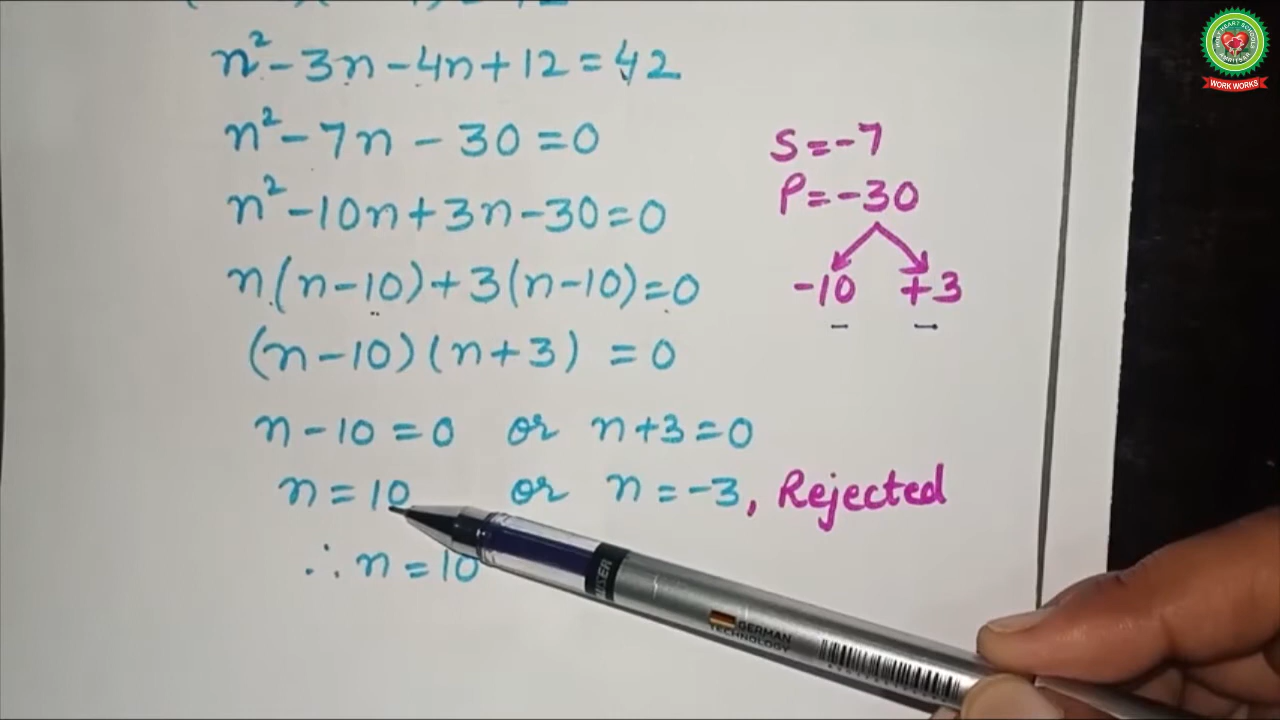 n² - 3n - 4n + 12 = 42
n² - 7n - 30 = 0
n² - 10n + 3n - 30 = 0
n(n - 10) + 3(n - 10) = 0
(n - 10)(n + 3) = 0
n - 10 = 0 or n + 3 = 0
n = 10 or n = -3, Rejected
∴ n = 10
S = -7
P = -30
-10 +3
GERMAN
TECHNOLOGY
WORK WORKS